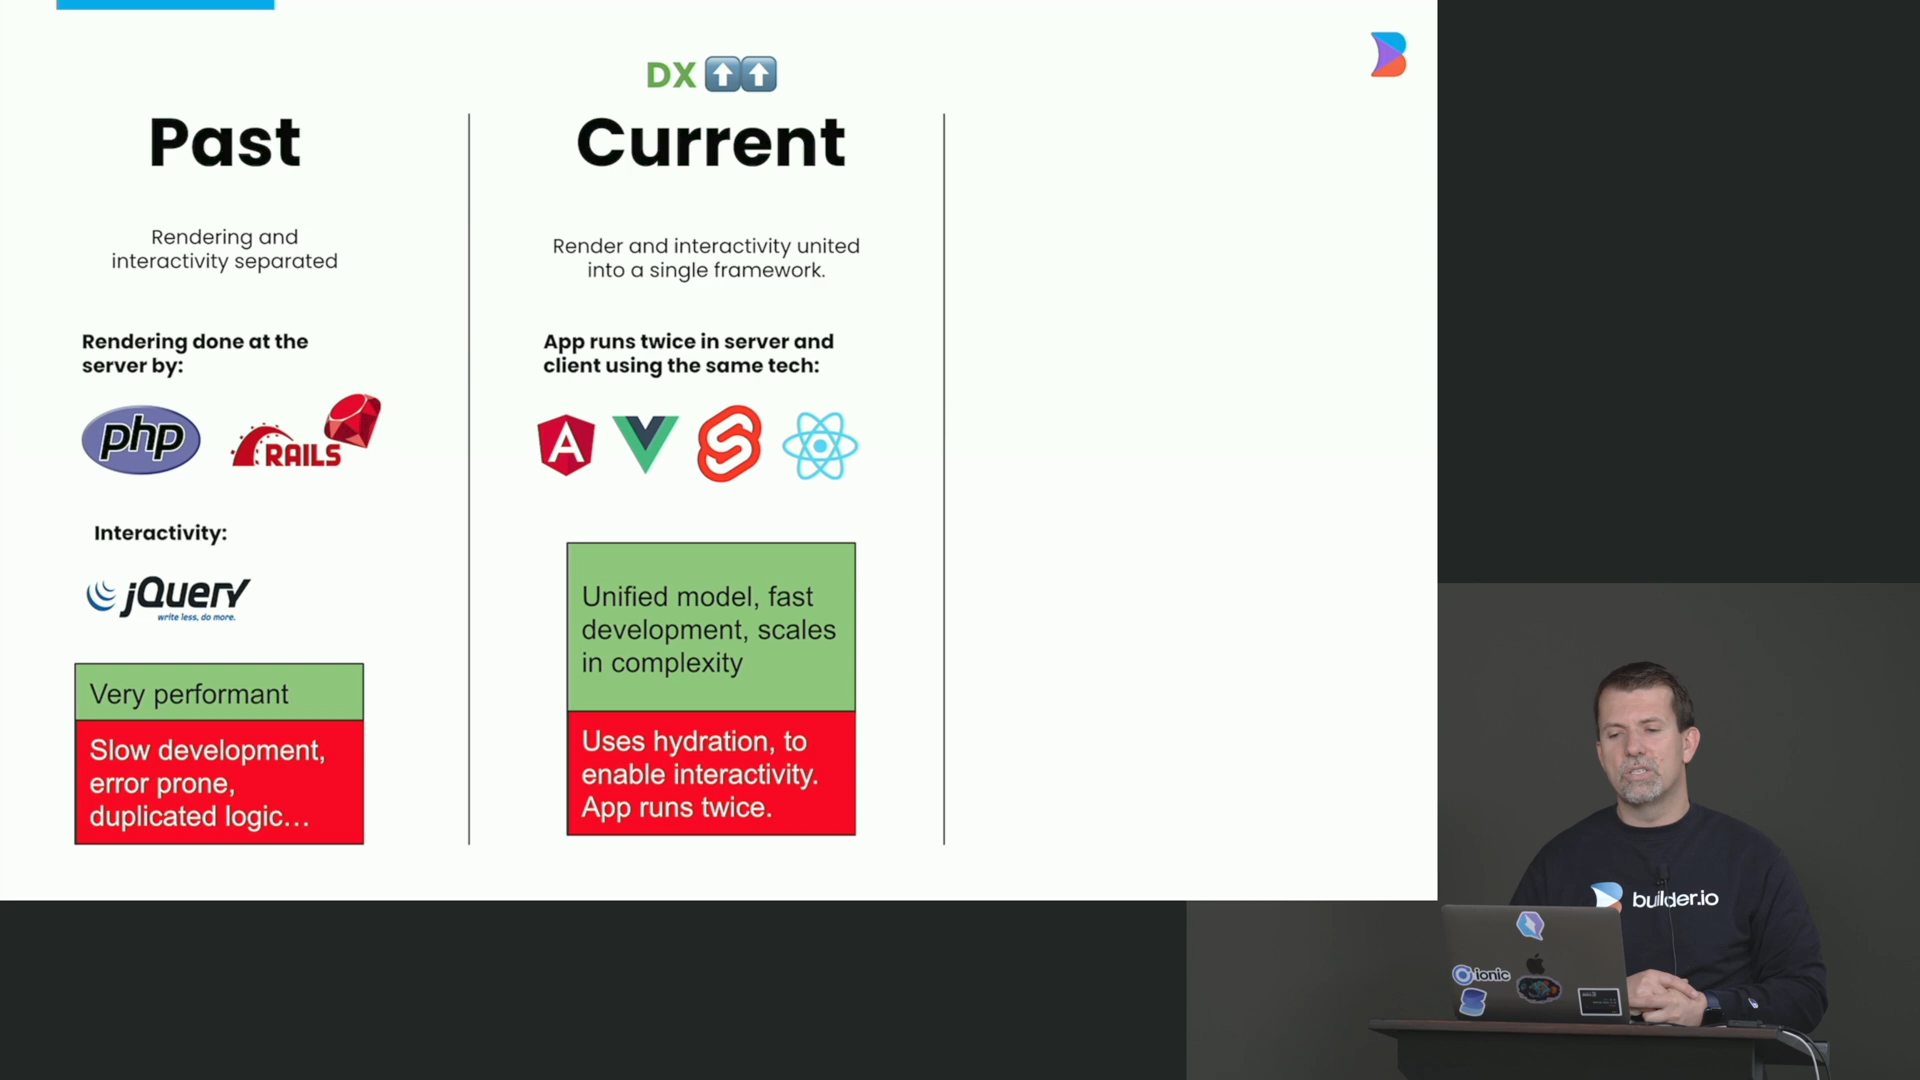 DX
Past
Current
Rendering and
interactivity separated
Render and interactivity united
into a single framework.
Rendering done at the
server by:
App runs twice in server and
client using the same tech:
php
RAILS
A
Interactivity:
jQuery
write less, do more.
Very performant
Slow development,
error prone,
duplicated logic…
Unified model, fast
development, scales
in complexity
Uses hydration, to
enable interactivity.
App runs twice.
builder.io
ionic